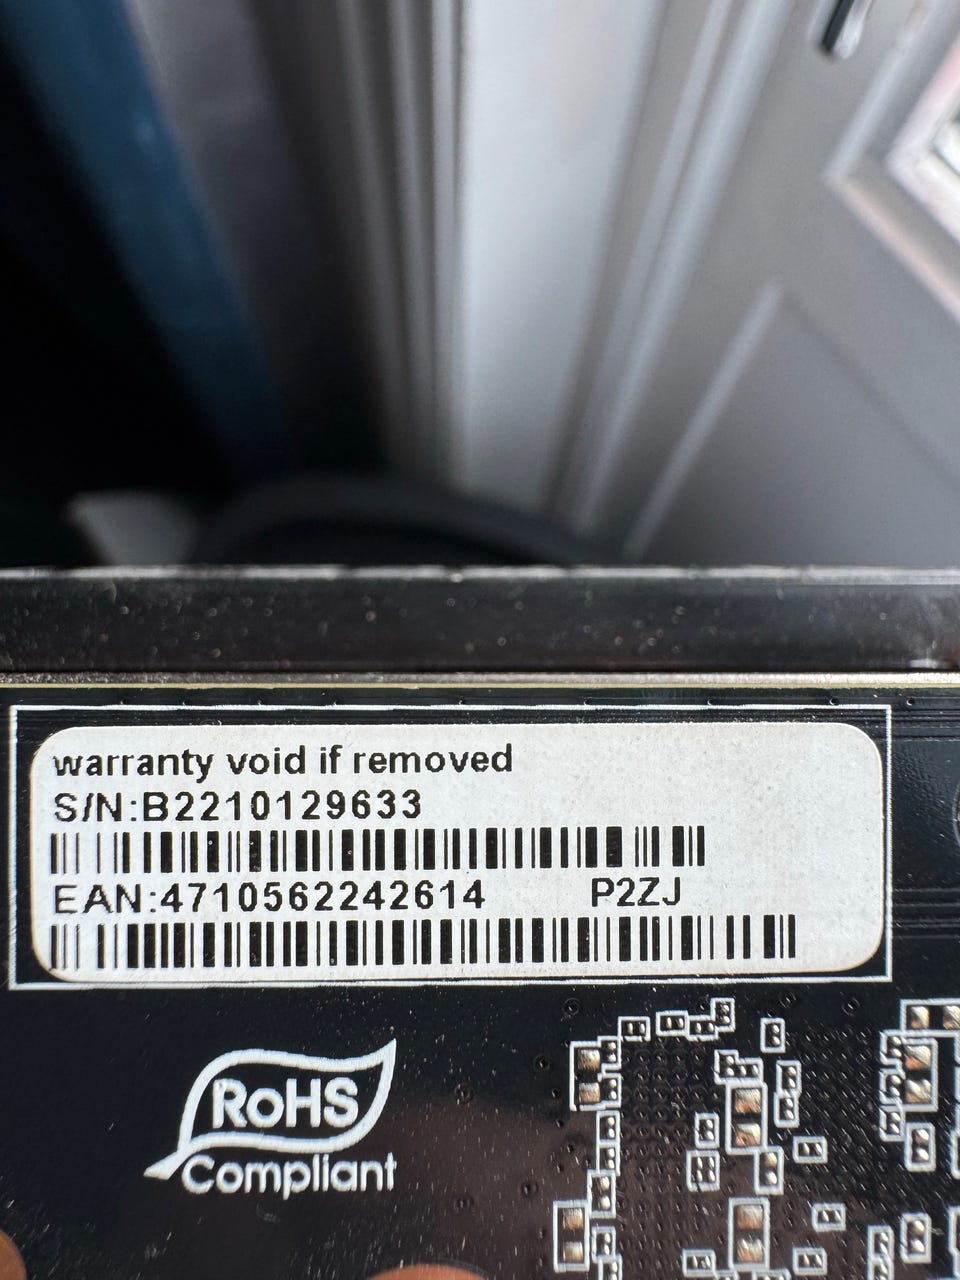 warranty void if removed
S/N:B2210129633
EAN:4710562242614 P2ZJ
RoHS
Compliant